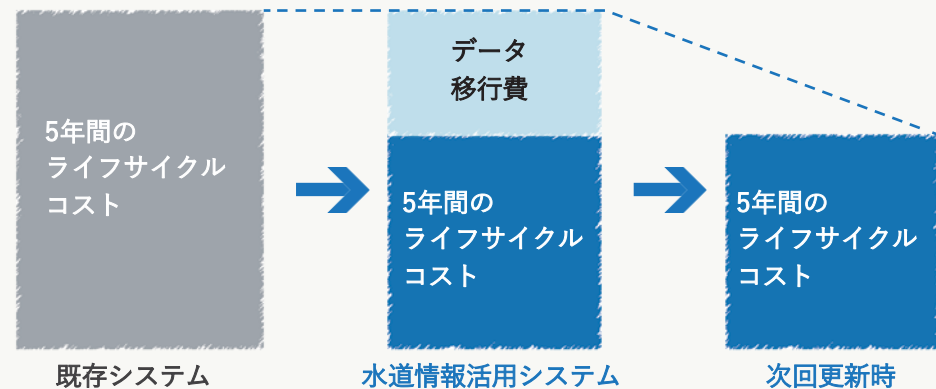 データ
移行費
5年間の
ライフサイクル
コスト
5年間の
ライフサイクル
コスト
5年間の
ライフサイクル
コスト
既存システム
水道情報活用システム
次回更新時